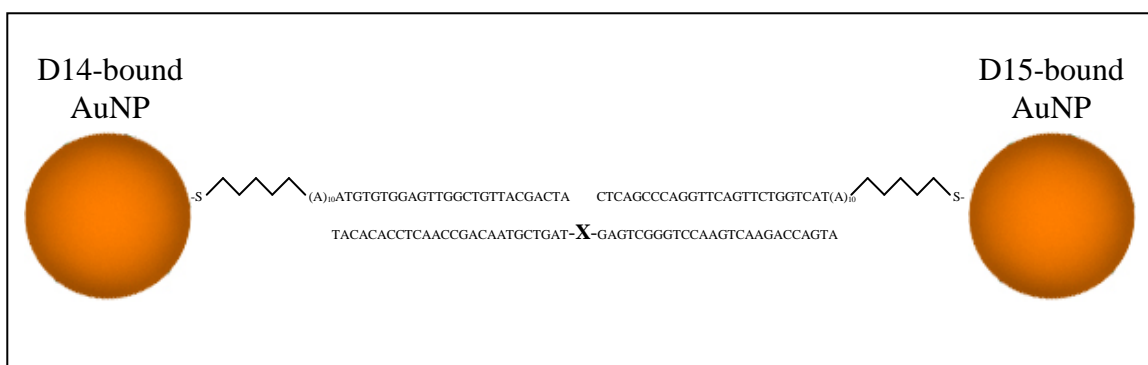 D14-bound
AuNP
D15-bound
AuNP
-S (A)10ATGTGTGGAGTTGGCTGTTACGACTA CTCAGCCCAGGTTCAGTTCTGGTCAT(A)10 S-
TACACACCTCAACCGACAATGCTGAT-X-GAGTCGGGTCCAAGTCAAGACCAGTA